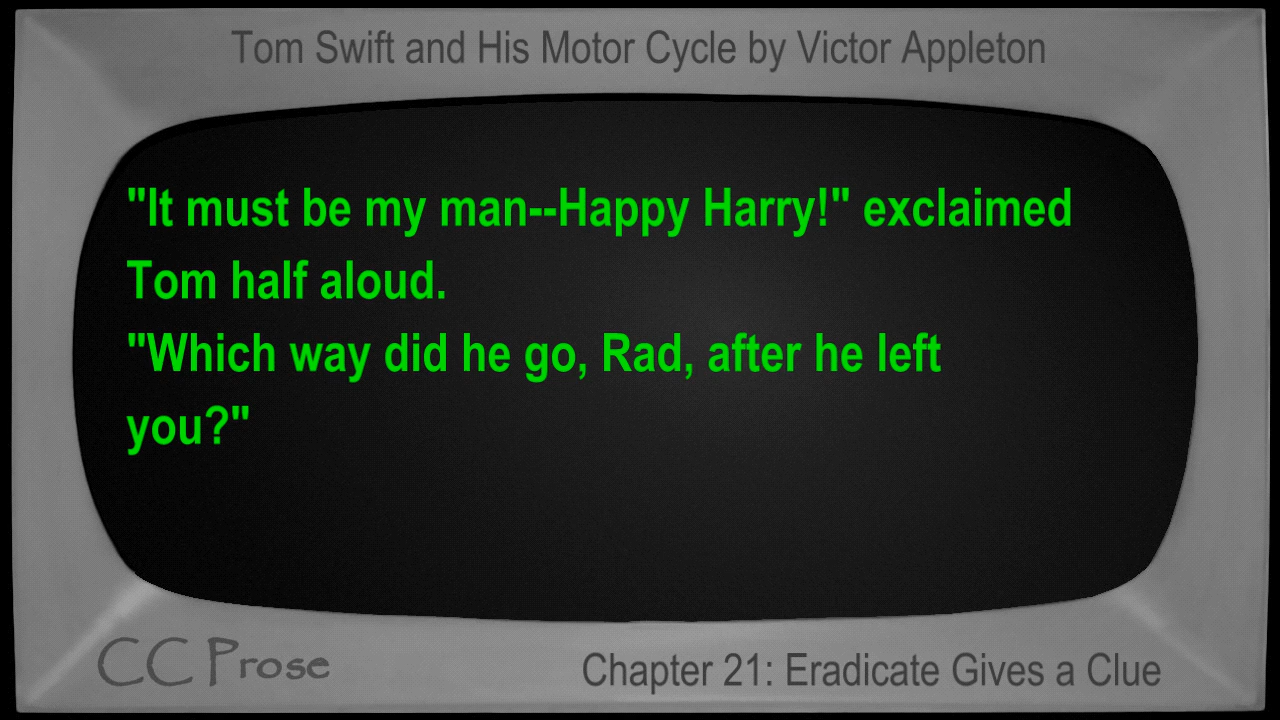 Tom Swift and His Motor Cycle by Victor Appleton
"It must be my man--Happy Harry!" exclaimed
Tom half aloud.
"Which way did he go, Rad, after he left
you?"
CC Prose
Chapter 21: Eradicate Gives a Clue